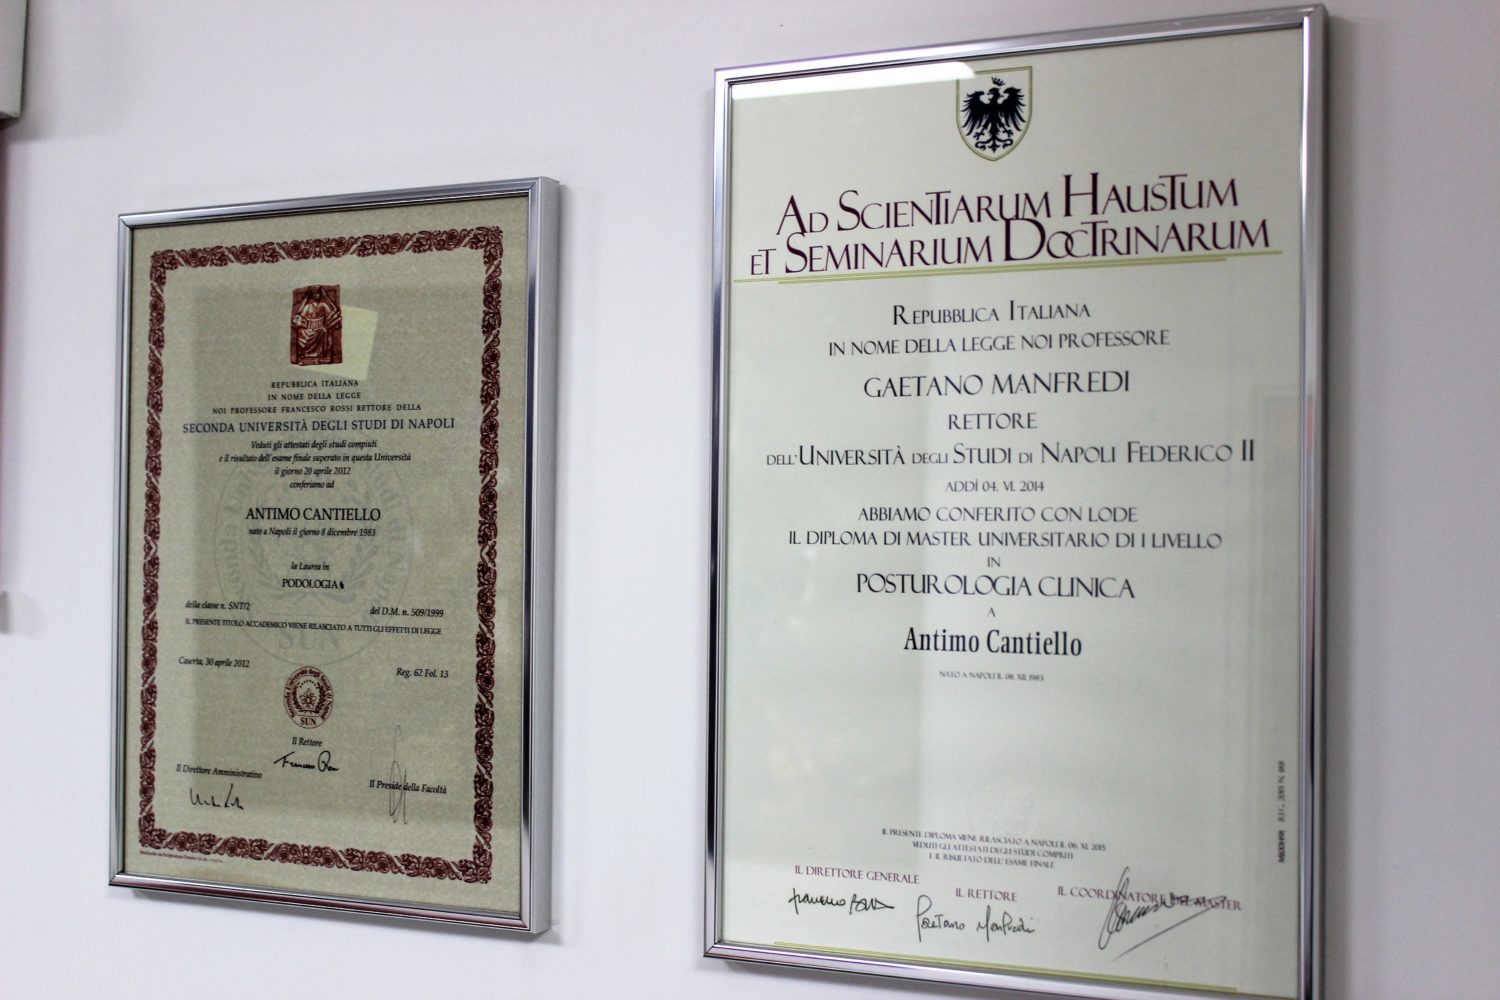 REPUBBLICA ITALIANA
IN NOME DELLA LEGGE
NOI PROFESSORE FRANCESCO ROSSI RETTORE DELLA
SECONDA UNIVERSITÀ DEGLI STUDI DI NAPOLI
Veduti gli attestati degli studi compiuti
e il risultato dell'esame finale superato in questa Università
il giorno 20 aprile 2012
conferiamo ad
ANTIMO CANTIELLO
nato a Napoli il giorno 8 dicembre 1983
la Laurea in
PODOLOGIA
della classe n. SNT/2
del D.M. n. 509/1999
IL PRESENTE TITOLO ACCADEMICO VIENE RILASCIATO A TUTTI GLI EFFETTI DI LEGGE
SUN
Caserta, 30 aprile 2012
Reg. 62 Fol. 13
Seconda Università degli Studi di Napoli
SUN
Il Rettore
Il Direttore Amministrativo
Il Preside della Facoltà
AD SCIENTIARUM HAUSTUM
ET SEMINARIUM DOCTRINARUM
REPUBBLICA ITALIANA
IN NOME DELLA LEGGE NOI PROFESSORE
GAETANO MANFREDI
RETTORE
DELL'UNIVERSITÀ DEGLI STUDI DI NAPOLI FEDERICO II
ADDÌ 04. VI. 2014
ABBIAMO CONFERITO CON LODE
IL DIPLOMA DI MASTER UNIVERSITARIO DI I LIVELLO
IN
POSTUROLOGIA CLINICA
A
Antimo Cantiello
NATO A NAPOLI IL 08. XII. 1983
IL PRESENTE DIPLOMA VIENE RILASCIATO A NAPOLI IL 06. XI. 2015
VEDUTI GLI ATTESTATI DEGLI STUDI COMPIUTI
E IL RISULTATO DELL'ESAME FINALE
IL DIRETTORE GENERALE
IL RETTORE
IL COORDINATORE DEL MASTER
Gaetano Manfredi